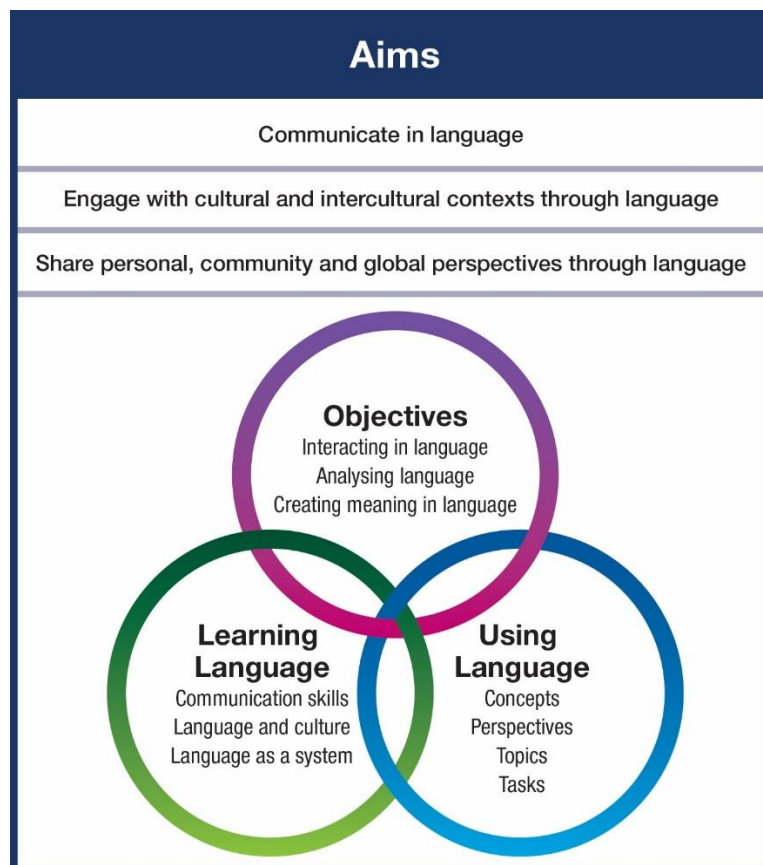 Aims
Communicate in language
Engage with cultural and intercultural contexts through language
Share personal, community and global perspectives through language
Objectives
Interacting in language
Analysing language
Creating meaning in language
Learning
Language
Communication skills
Language and culture
Language as a system
Using
Language
Concepts
Perspectives
Topics
Tasks